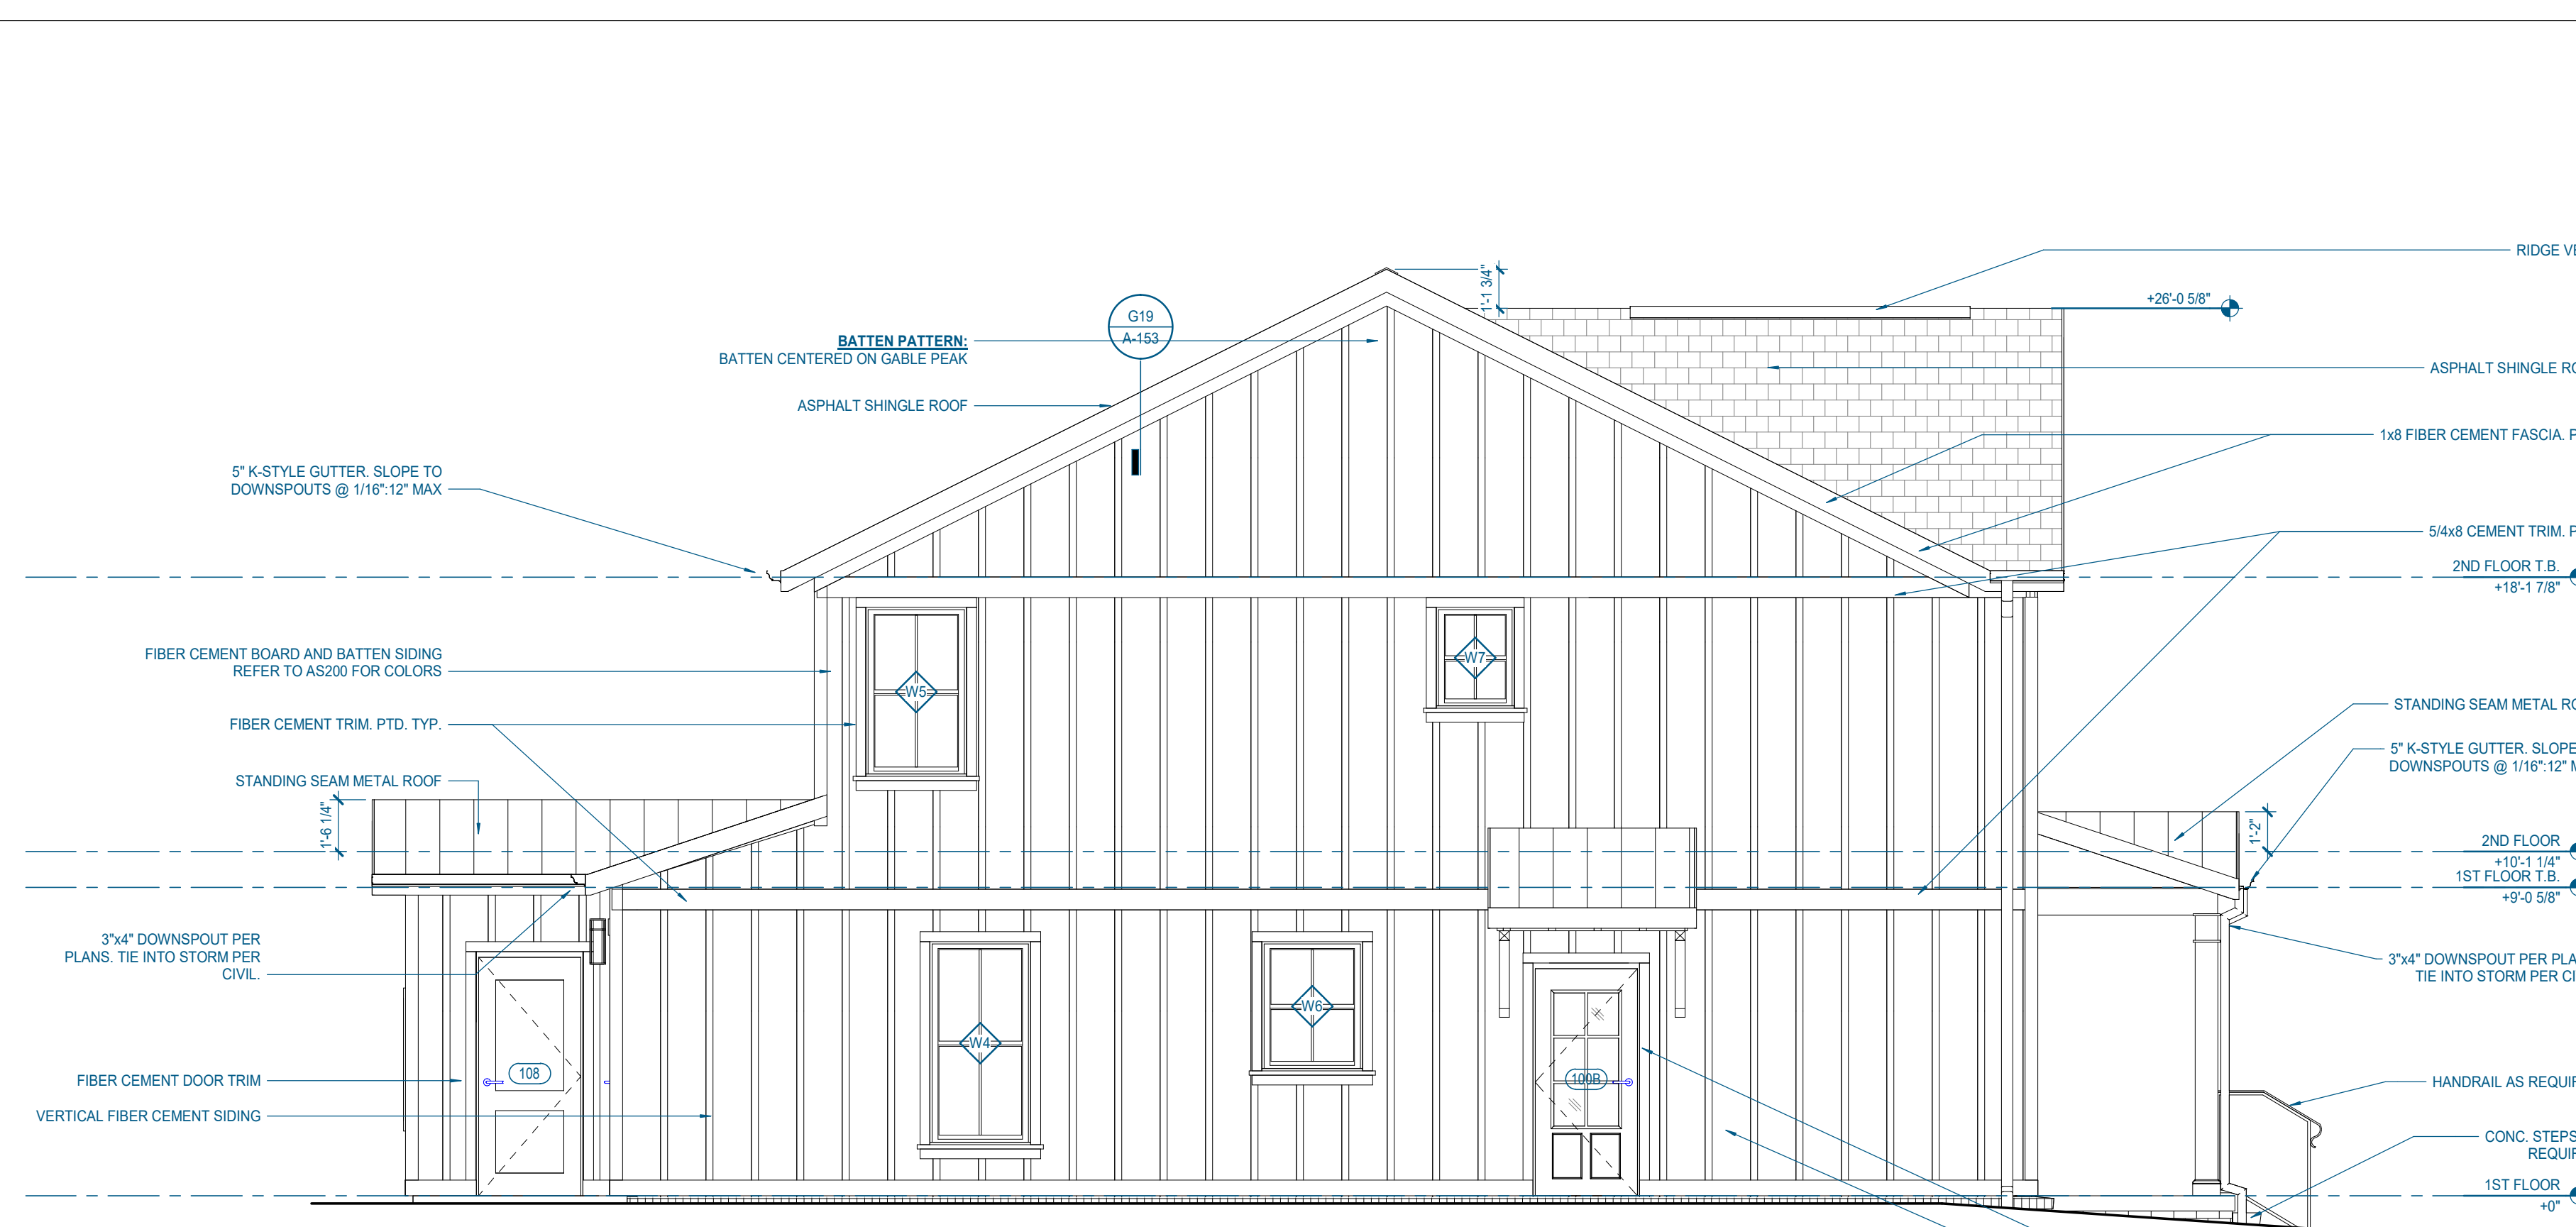 RIDGE VE
1'-1 3/4"
+26'-0 5/8"
G19
A-153
BATTEN PATTERN:
BATTEN CENTERED ON GABLE PEAK
ASPHALT SHINGLE RO
ASPHALT SHINGLE ROOF
1x8 FIBER CEMENT FASCIA. P
5" K-STYLE GUTTER. SLOPE TO
DOWNSPOUTS @ 1/16":12" MAX
5/4x8 CEMENT TRIM. P
2ND FLOOR T.B.
+18'-1 7/8"
FIBER CEMENT BOARD AND BATTEN SIDING
REFER TO AS200 FOR COLORS
W5
W7
FIBER CEMENT TRIM. PTD. TYP.
STANDING SEAM METAL RO
5" K-STYLE GUTTER. SLOPE
DOWNSPOUTS @ 1/16":12" M
STANDING SEAM METAL ROOF
1'-6 1/4"
1'-2"
2ND FLOOR
+10'-1 1/4"
1ST FLOOR T.B.
+9'-0 5/8"
3"x4" DOWNSPOUT PER
PLANS. TIE INTO STORM PER
CIVIL.
3"x4" DOWNSPOUT PER PLA
TIE INTO STORM PER CI
W4
W6
108
100B
FIBER CEMENT DOOR TRIM
HANDRAIL AS REQUIR
VERTICAL FIBER CEMENT SIDING
CONC. STEPS
REQUIR
1ST FLOOR
+0"